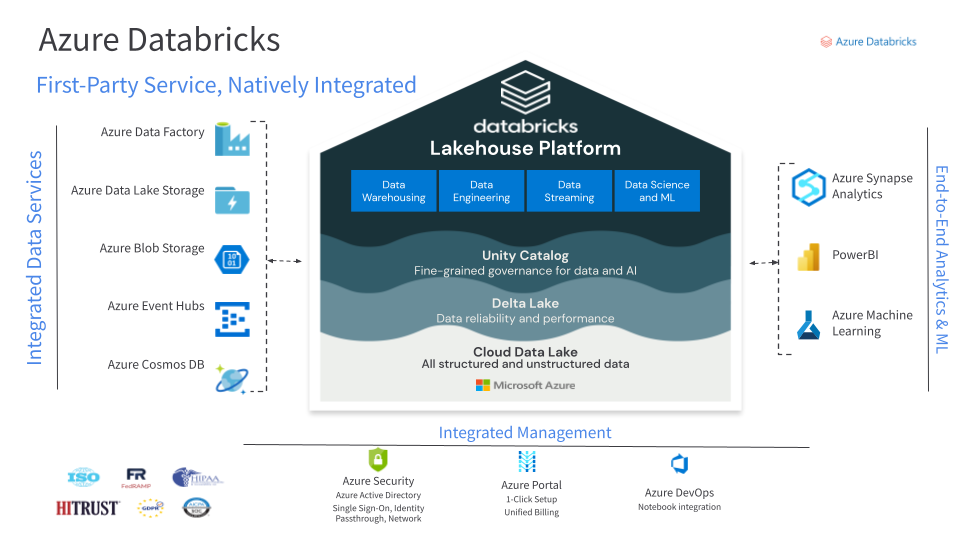 Azure Databricks
Azure Databricks
First-Party Service, Natively Integrated
Integrated Data Services
Azure Data Factory
Azure Data Lake Storage
Azure Blob Storage
10
01
Azure Event Hubs
Azure Cosmos DB
databricks
Lakehouse Platform
Data
Warehousing
Data
Engineering
Data
Streaming
Data Science
and ML
Unity Catalog
Fine-grained governance for data and AI
Delta Lake
Data reliability and performance
Cloud Data Lake
All structured and unstructured data
Microsoft Azure
Azure Synapse
Analytics
PowerBI
Azure Machine
Learning
End-to-End Analytics & ML
Integrated Management
Azure Security
Azure Active Directory
Single Sign-On, Identity
Passthrough, Network
Azure Portal
1-Click Setup
Unified Billing
Azure DevOps
Notebook integration
ISO
FR
FedRAMP
HIPAA
HITRUST
GDPR
SOC